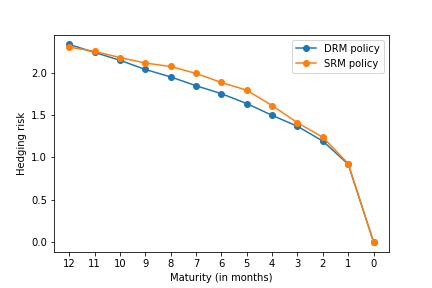 DRM policy
SRM policy
Hedging risk
2.0
1.5
1.0
0.5
0.0
12 11 10 9 8 7 6 5 4 3 2 1 0
Maturity (in months)